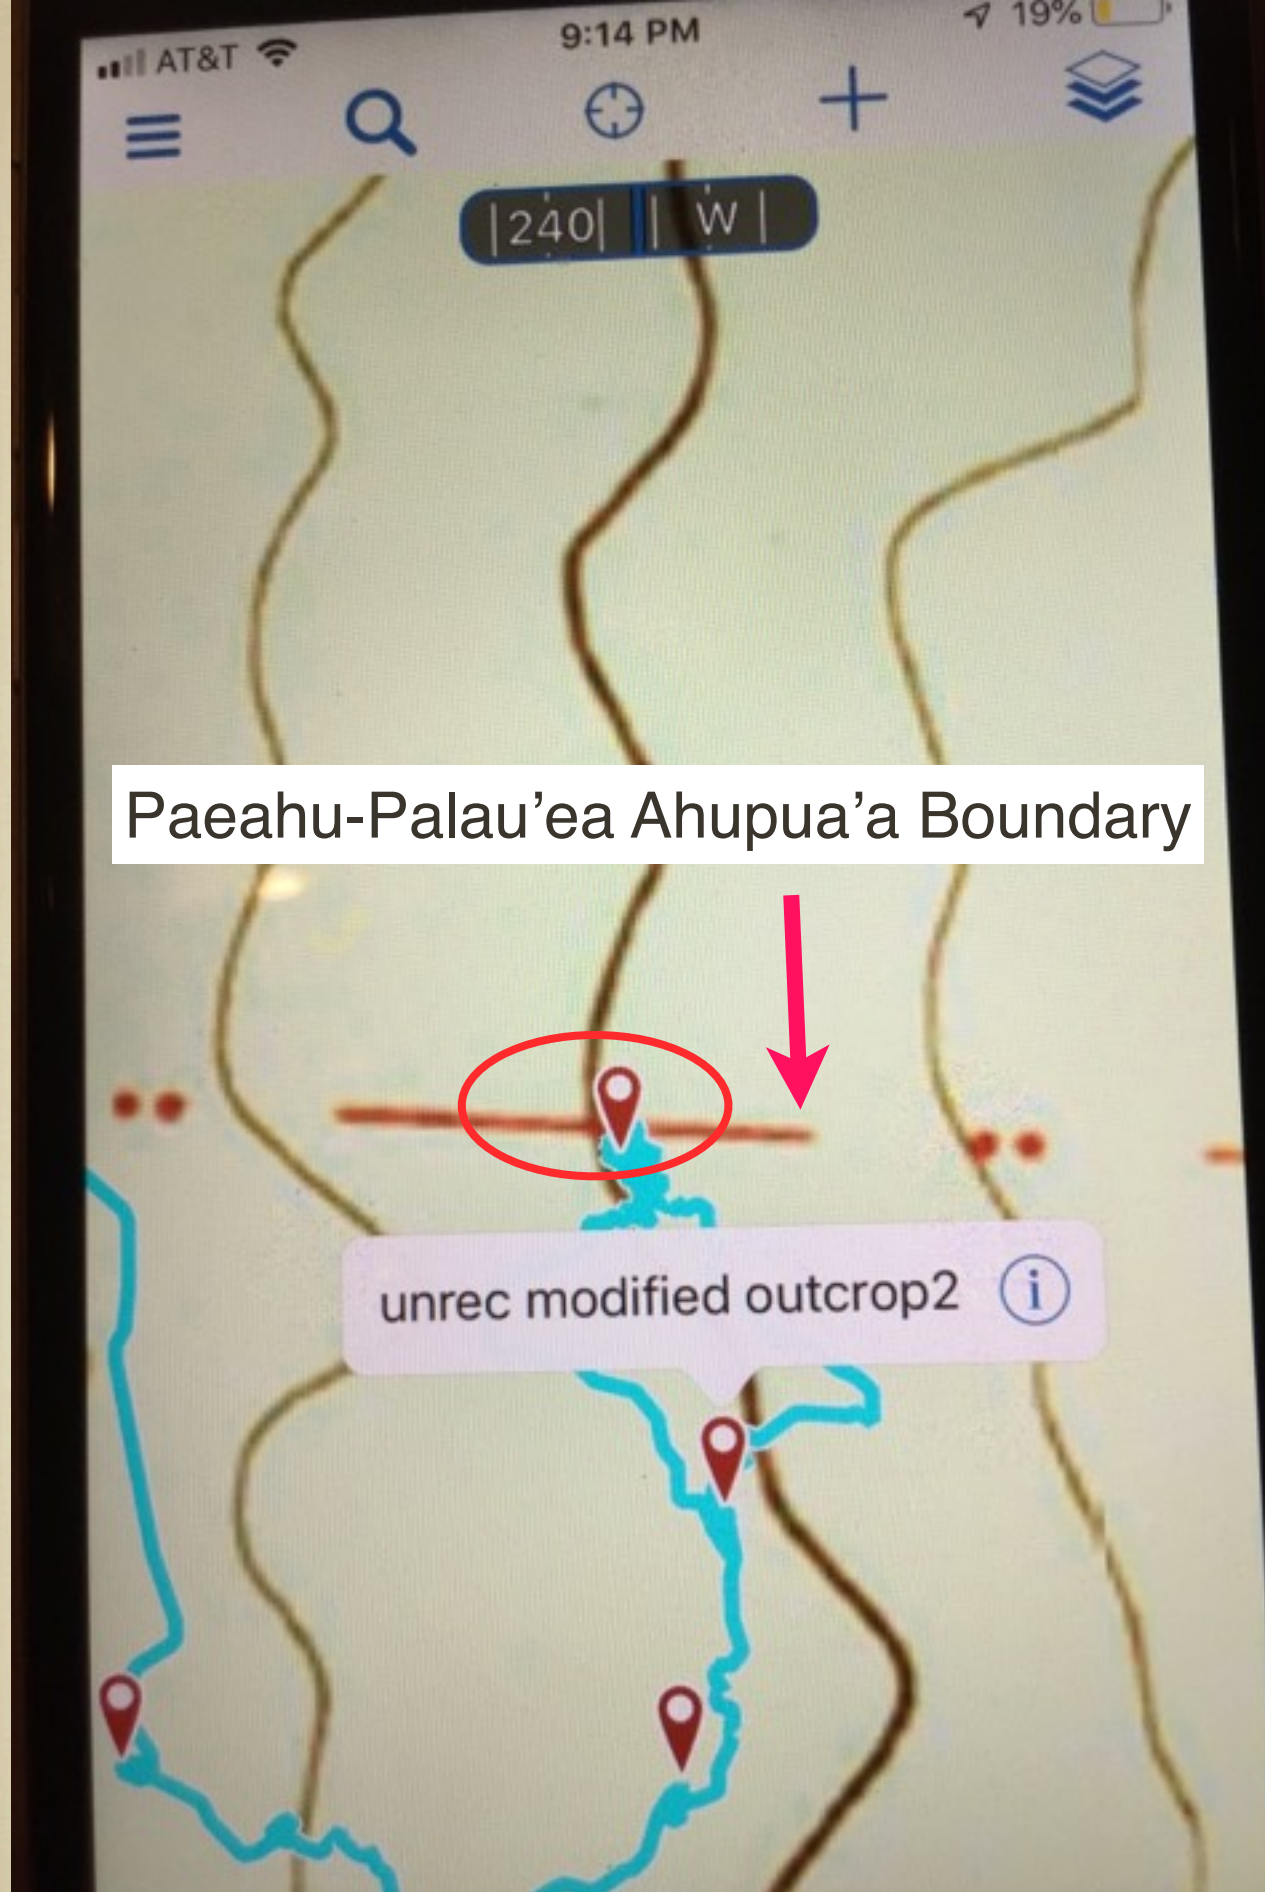 AT&T 9:14 PM 19%
|240| | W |
Paeahu-Palau’ea Ahupua’a Boundary
unrec modified outcrop2 i